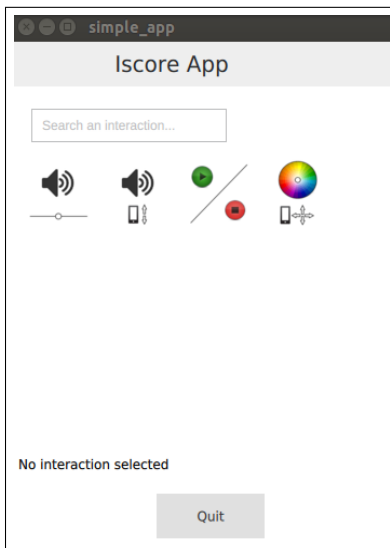 simple_app
Iscore App
Search an interaction...
No interaction selected
Quit